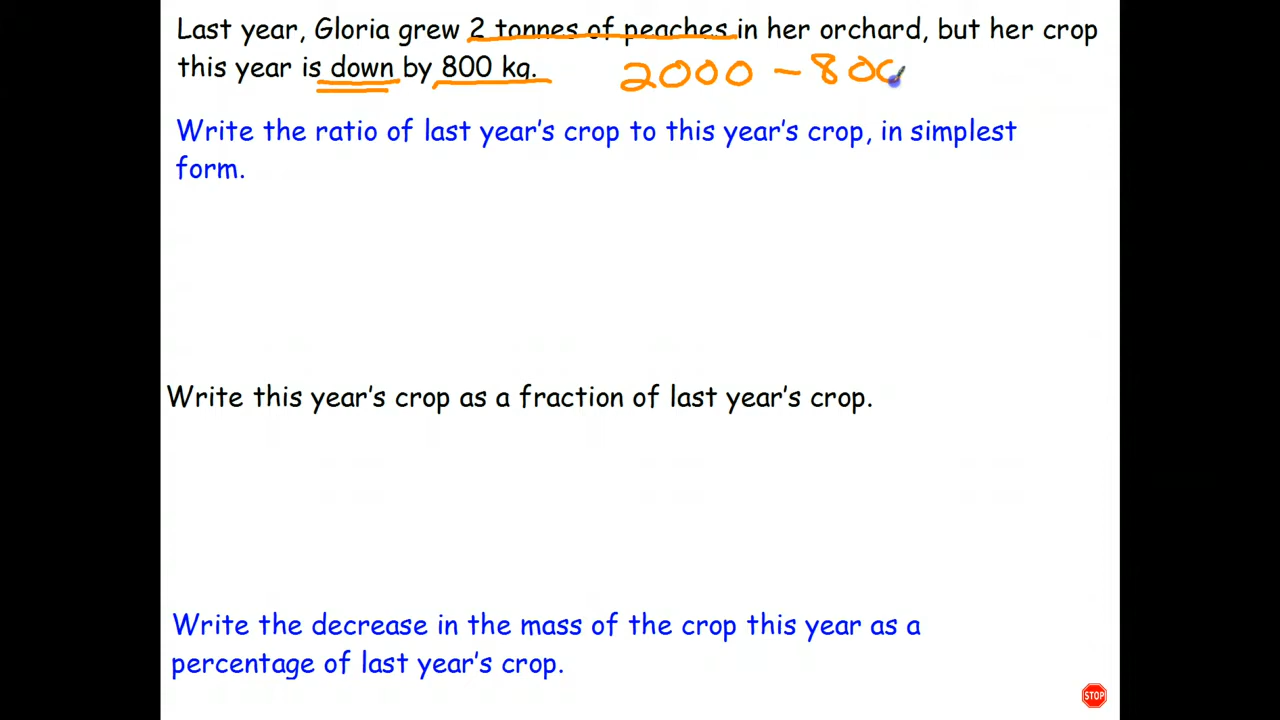 Last year, Gloria grew 2 tonnes of peaches in her orchard, but her crop
this year is down by 800 kg. 2000 - 800
Write the ratio of last year's crop to this year's crop, in simplest
form.
Write this year's crop as a fraction of last year's crop.
Write the decrease in the mass of the crop this year as a
percentage of last year's crop.
STOP